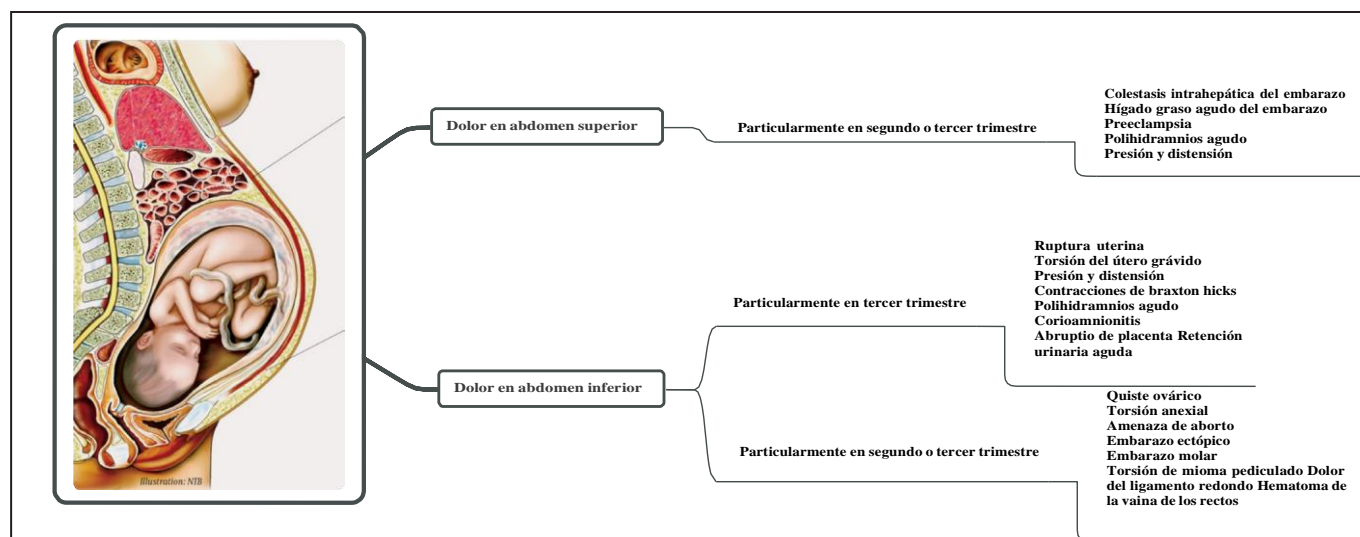 Dolor en abdomen superior
Particularmente en segundo o tercer trimestre
Colestasis intrahepática del embarazo
Hígado graso agudo del embarazo
Preeclampsia
Polihidramnios agudo
Presión y distensión
Dolor en abdomen inferior
Particularmente en tercer trimestre
Ruptura uterina
Torsión del útero grávido
Presión y distensión
Contracciones de braxton hicks
Polihidramnios agudo
Corioamnionitis
Abruptio de placenta Retención
urinaria aguda
Particularmente en segundo o tercer trimestre
Quiste ovárico
Torsión anexial
Amenaza de aborto
Embarazo ectópico
Embarazo molar
Torsión de mioma pediculado Dolor
del ligamento redondo Hematoma de
la vaina de los rectos
Illustration: NIB